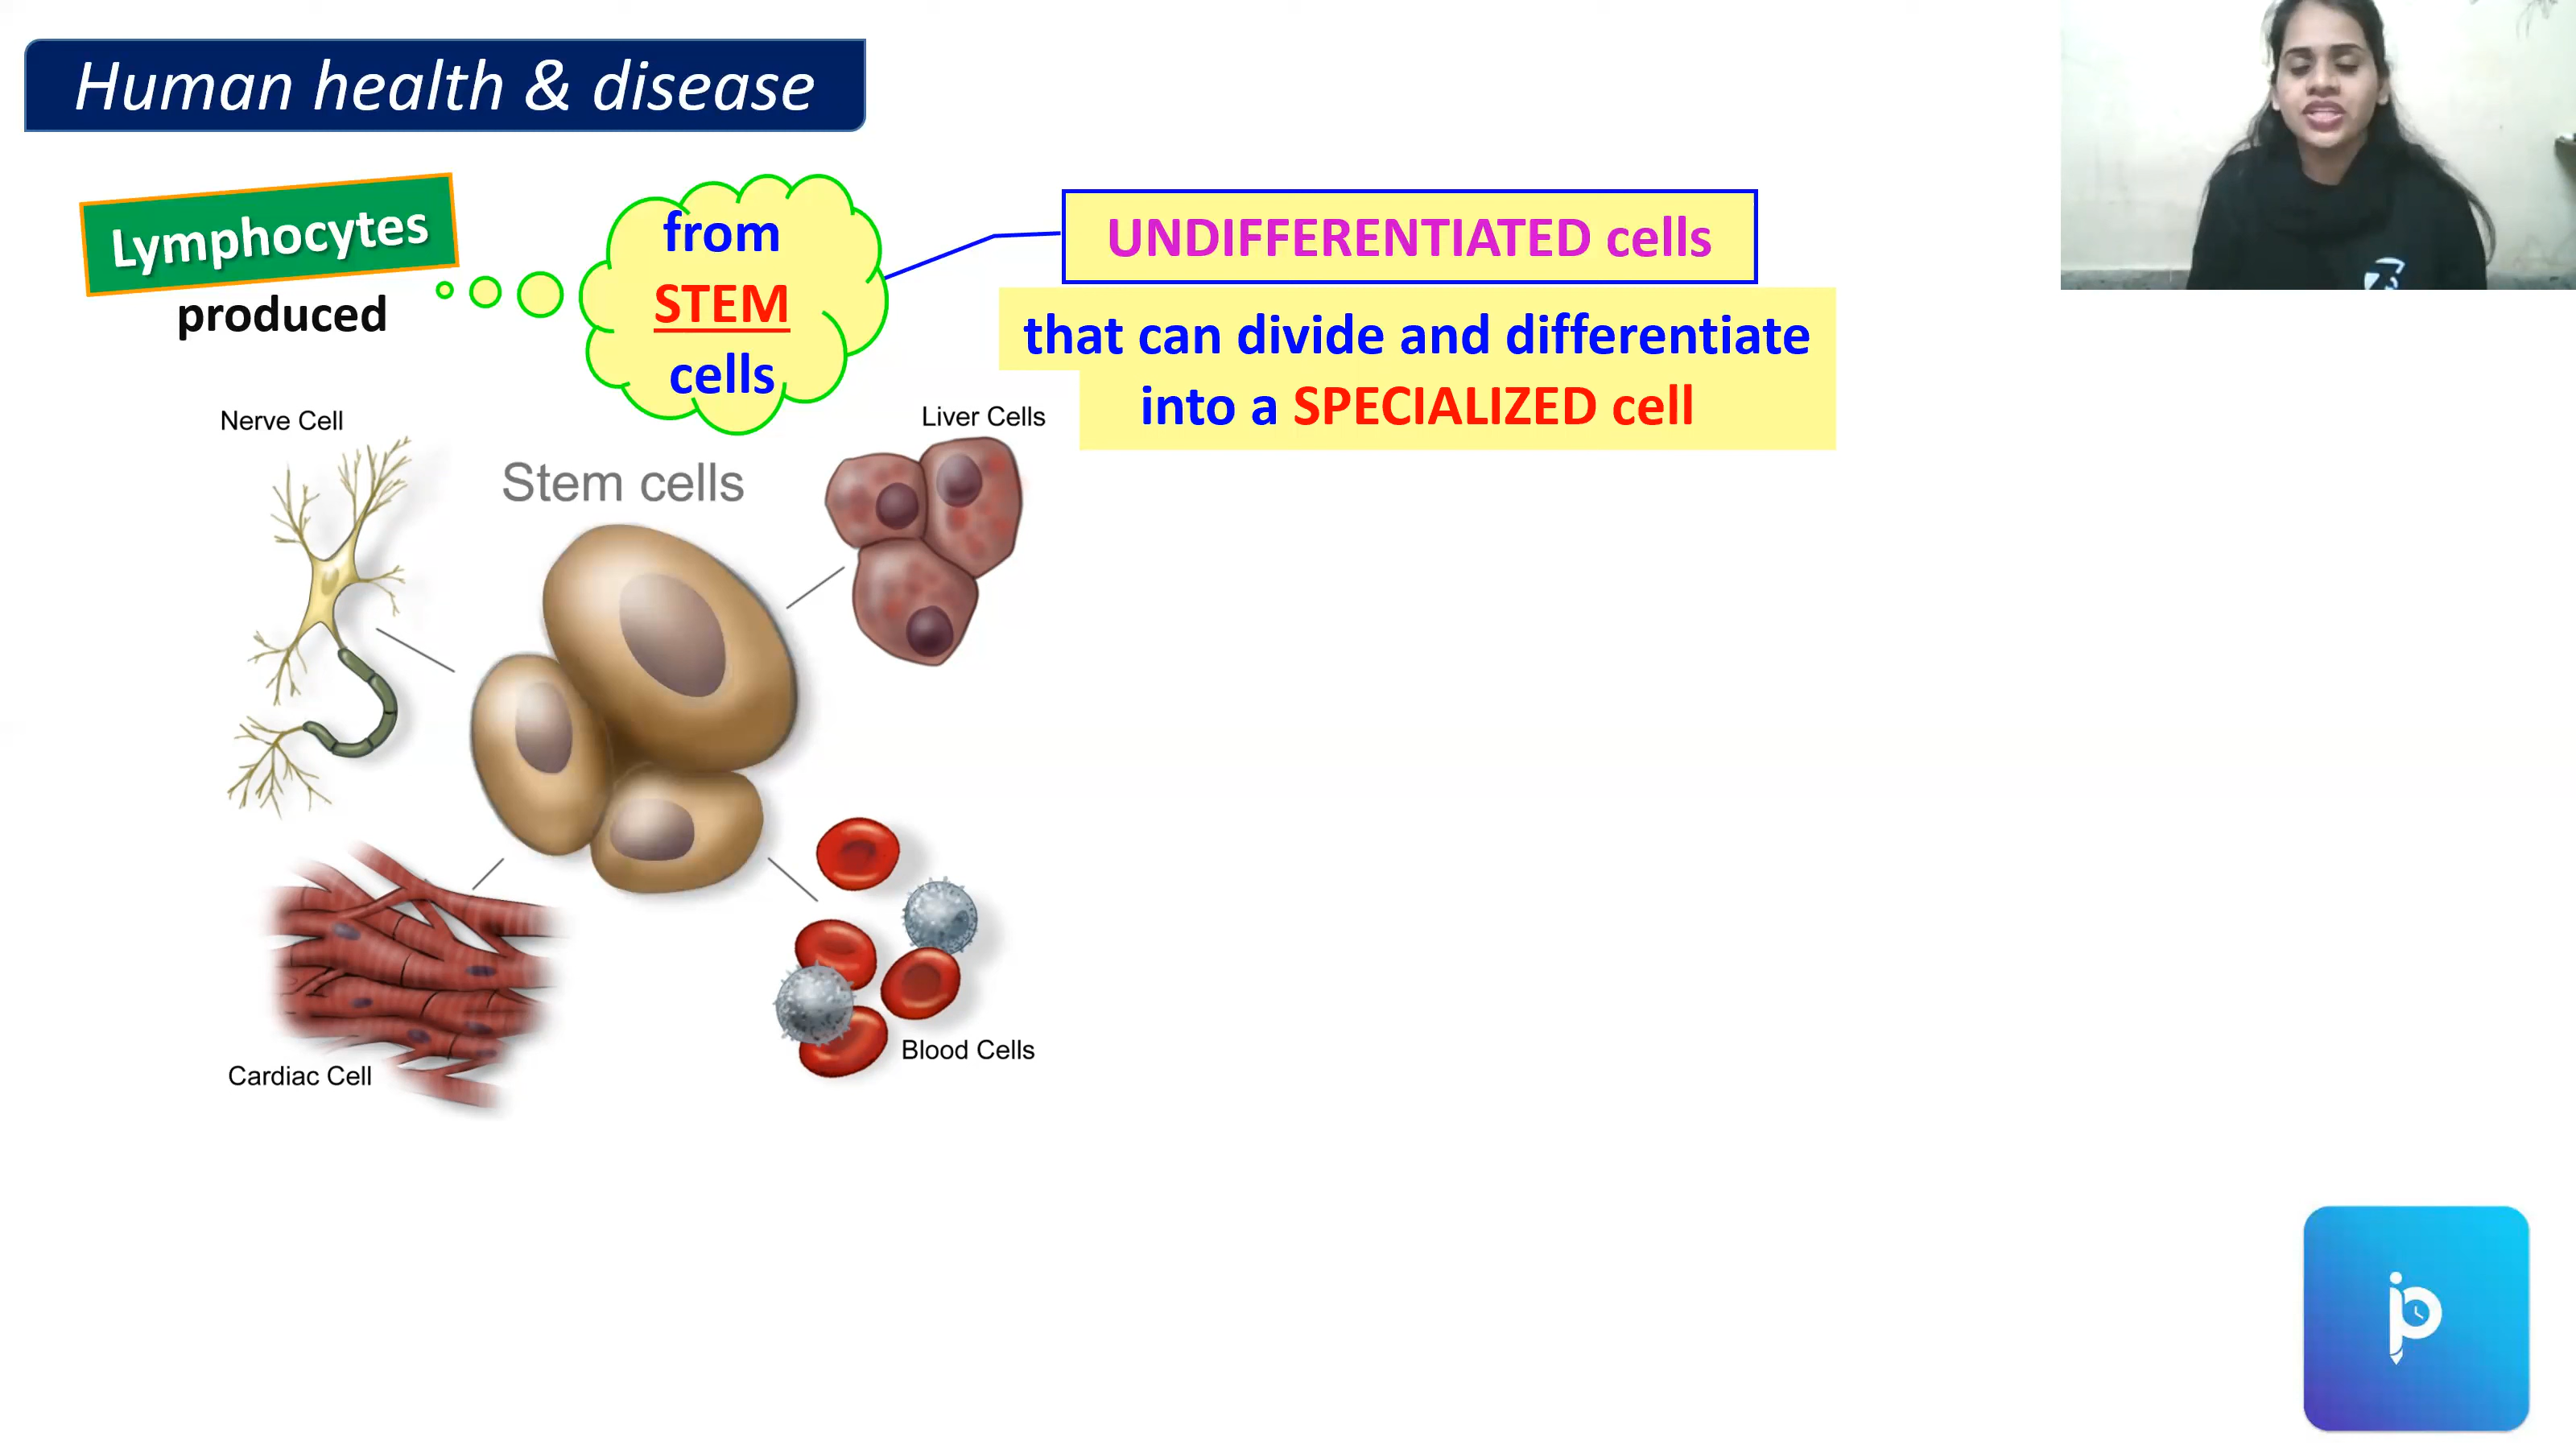 Human health & disease
Lymphocytes
produced
from
STEM
cells
UNDIFFERENTIATED cells
that can divide and differentiate
into a SPECIALIZED cell
Nerve Cell
Stem cells
Liver Cells
Cardiac Cell
Blood Cells